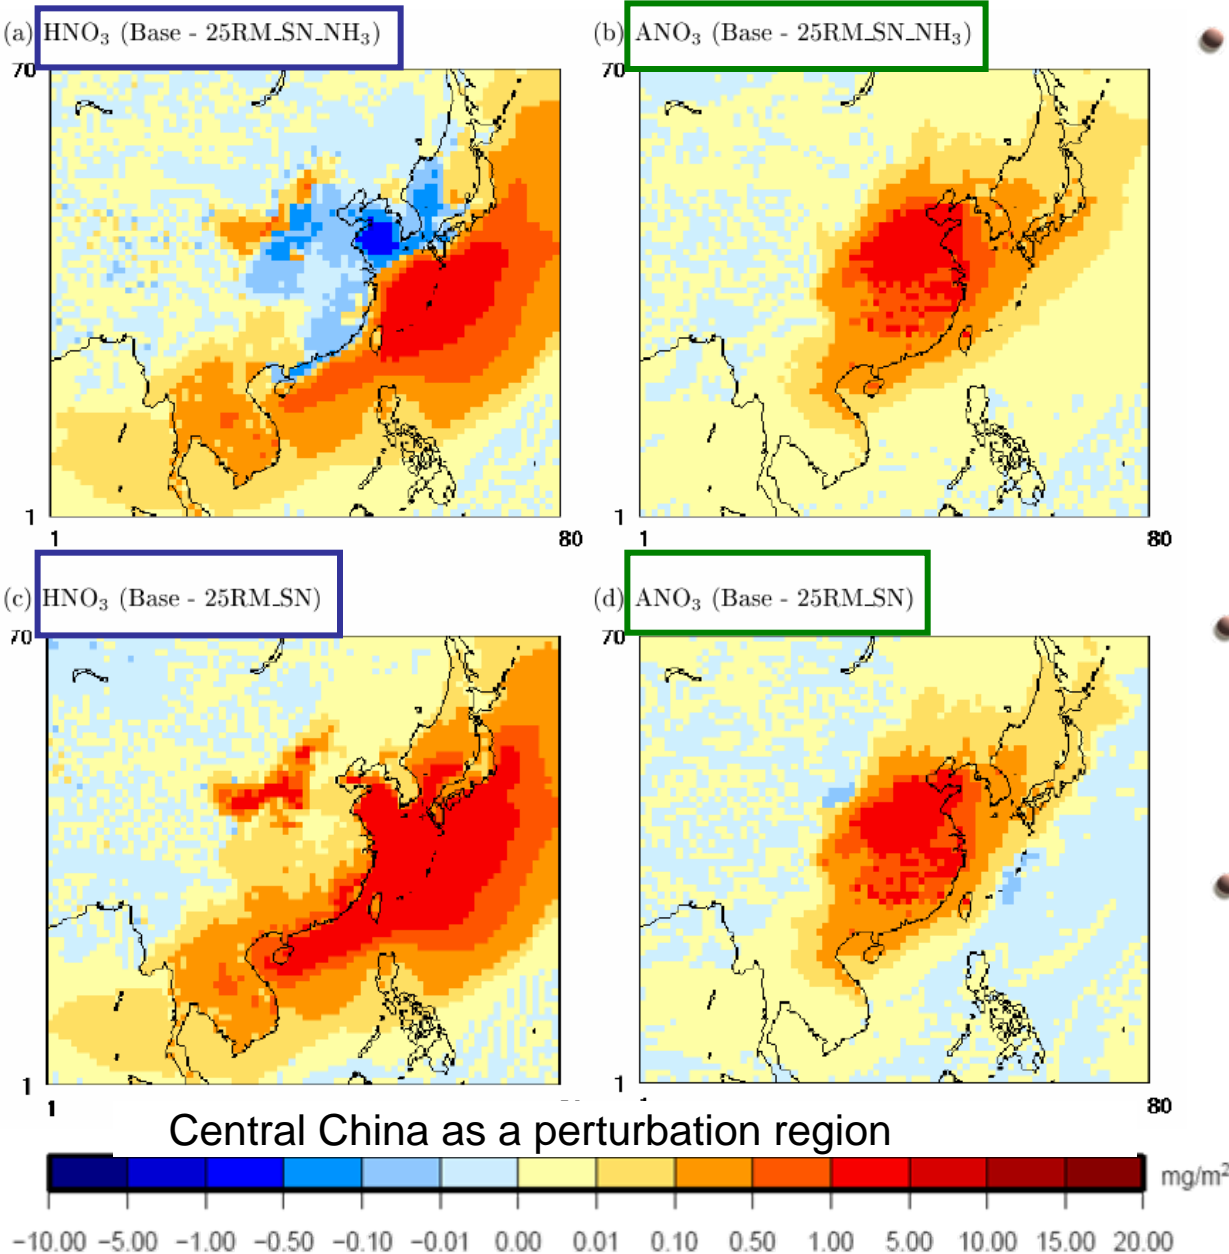 (a) HNO₃ (Base - 25RM_SN_NH₃)
(b) ANO₃ (Base - 25RM_SN_NH₃)
70
70
1
1
1
80
1
80
(c) HNO₃ (Base - 25RM_SN)
(d) ANO₃ (Base - 25RM_SN)
70
70
1
1
1
1
80
Central China as a perturbation region
mg/m²
−10.00 −5.00 −1.00 −0.50 −0.10 −0.01 0.00 0.01 0.10 0.50 1.00 5.00 10.00 15.00 20.00